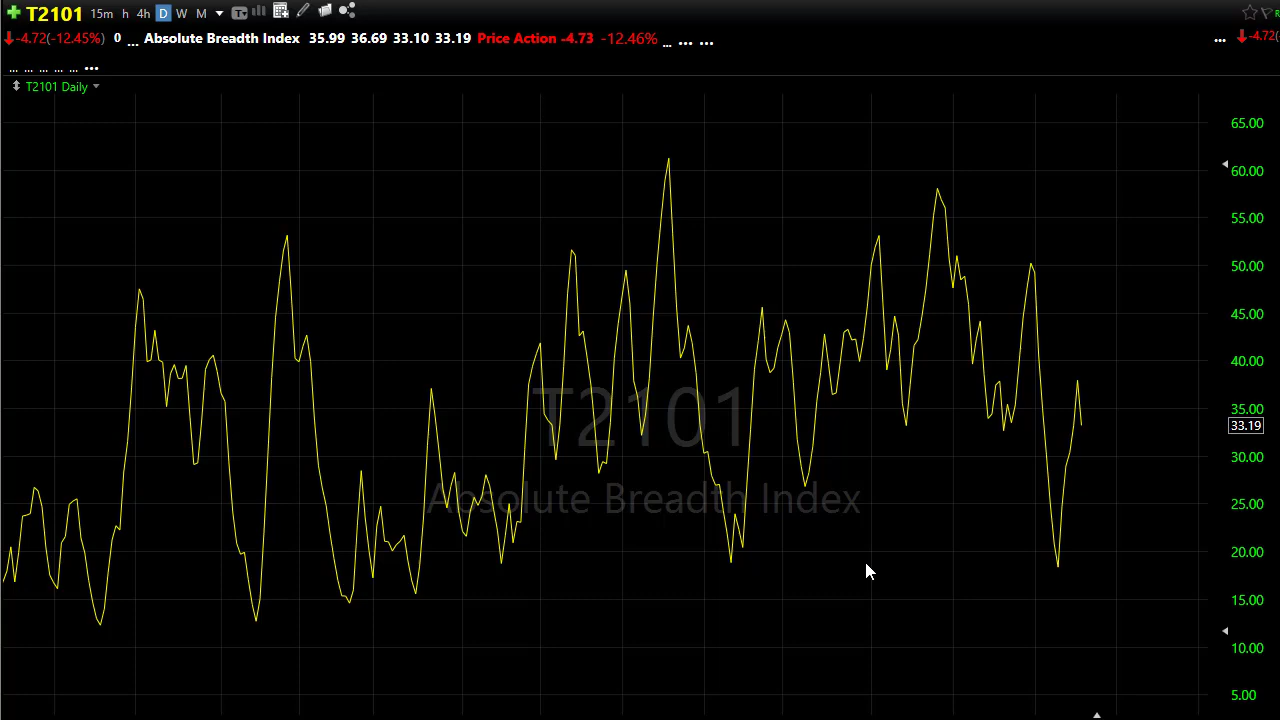 T2101 15m h 4h D W M T
-4.72(-12.45%) 0 ... Absolute Breadth Index 35.99 36.69 33.10 33.19 Price Action -4.73 -12.46% ... ... ... ... -4.72(
... ... ... ... ... ...
T2101 Daily
65.00
60.00
55.00
50.00
45.00
40.00
35.00
33.19
30.00
25.00
20.00
15.00
10.00
5.00
T2101
Absolute Breadth Index